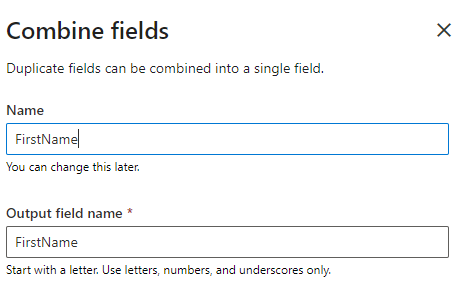 Combine fields
Duplicate fields can be combined into a single field.
Name
FirstName
You can change this later.
Output field name *
FirstName
Start with a letter. Use letters, numbers, and underscores only.